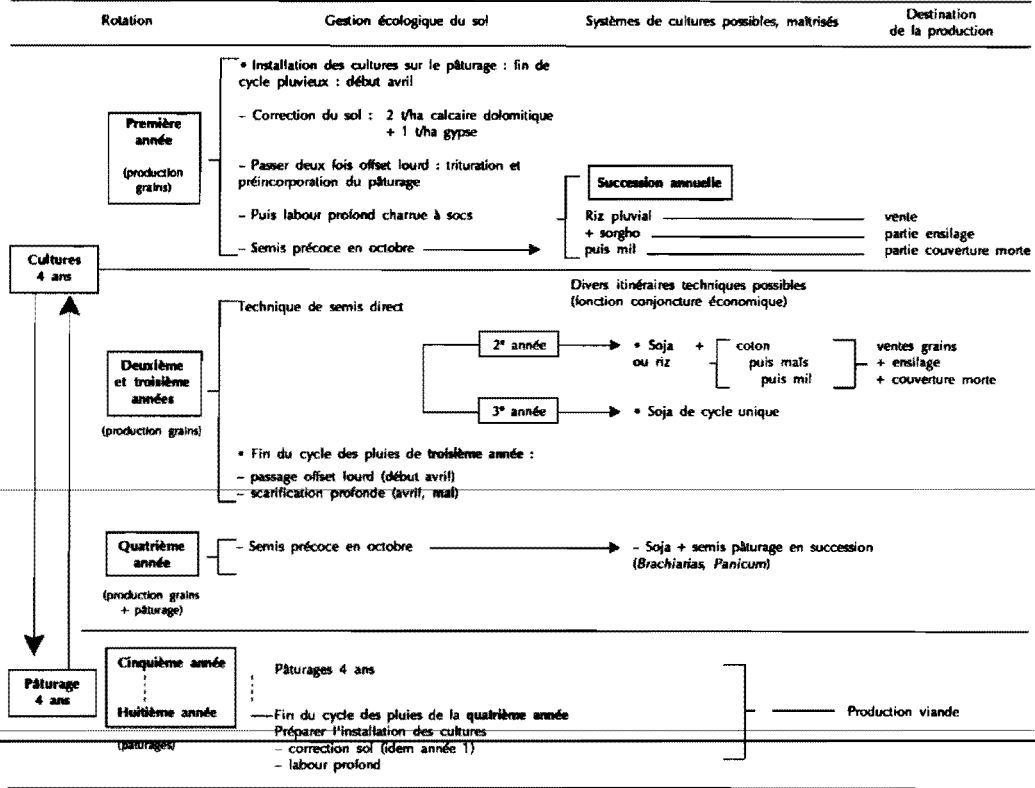 Rotation
Gestion écologique du sol
Systèmes de cultures possibles, maîtrisés
Destination
de la production
Cultures
4 ans
Première
année
(production
grains)
• Installation des cultures sur le pâturage : fin de
cycle pluvieux : début avril
– Correction du sol : 2 t/ha calcaire dolomitique
+ 1 t/ha gypse
– Passer deux fois offset lourd : trituration et
préincorporation du pâturage
– Puis labour profond charrue à socs
– Semis précoce en octobre
Succession annuelle
Riz pluvial vente
+ sorgho partie ensilage
puis mil partie couverture morte
Deuxième
et troisième
années
(production grains)
Technique de semis direct
Divers itinéraires techniques possibles
(fonction conjoncture économique)
2e année
• Soja + coton
ou riz puis maïs
puis mil
ventes grains
+ ensilage
+ couverture morte
3e année
• Soja de cycle unique
• Fin du cycle des pluies de troisième année :
– passage offset lourd (début avril)
– scarification profonde (avril, mai)
Quatrième
année
(production grains
+ pâturage)
– Semis précoce en octobre
– Soja + semis pâturage en succession
(Brachiarias, Panicum)
Pâturage
4 ans
Cinquième année
Huitième année
(pâturages)
Pâturages 4 ans
Fin du cycle des pluies de la quatrième année
Préparer l'installation des cultures
– correction sol (idem année 1)
– labour profond
Production viande